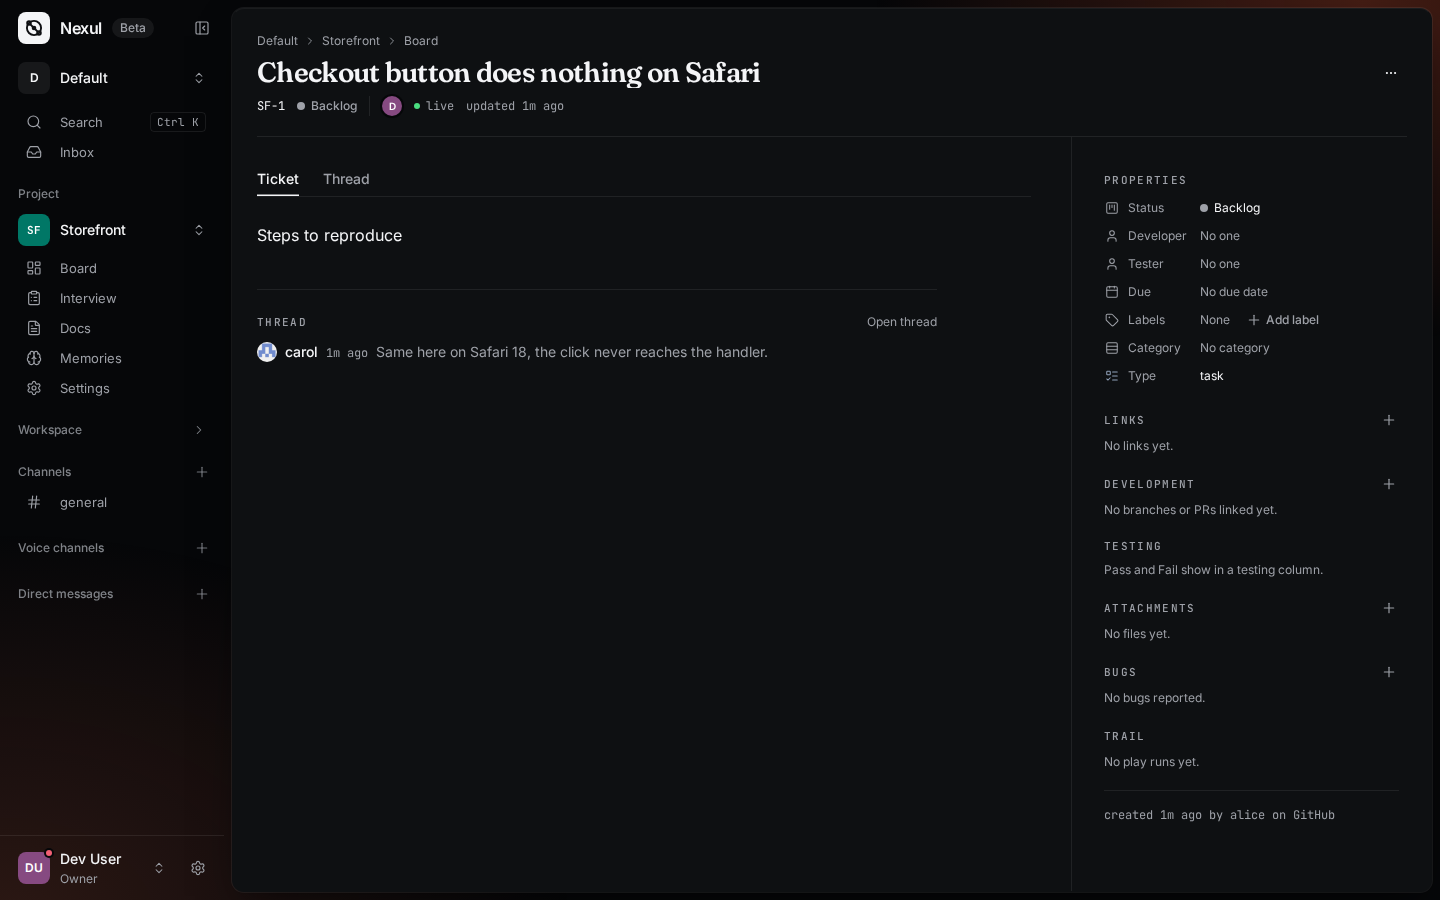 Nexul Beta
D Default
Search Ctrl K
Inbox
Project
SF Storefront
Board
Interview
Docs
Memories
Settings
Workspace
Channels
# general
Voice channels
Direct messages
DU Dev User
Owner
Default > Storefront > Board
Checkout button does nothing on Safari
...
SF-1 Backlog D live updated 1m ago
Ticket Thread
Steps to reproduce
THREAD Open thread
carol 1m ago Same here on Safari 18, the click never reaches the handler.
PROPERTIES
Status Backlog
Developer No one
Tester No one
Due No due date
Labels None + Add label
Category No category
Type task
LINKS
No links yet.
DEVELOPMENT
No branches or PRs linked yet.
TESTING
Pass and Fail show in a testing column.
ATTACHMENTS
No files yet.
BUGS
No bugs reported.
TRAIL
No play runs yet.
created 1m ago by alice on GitHub